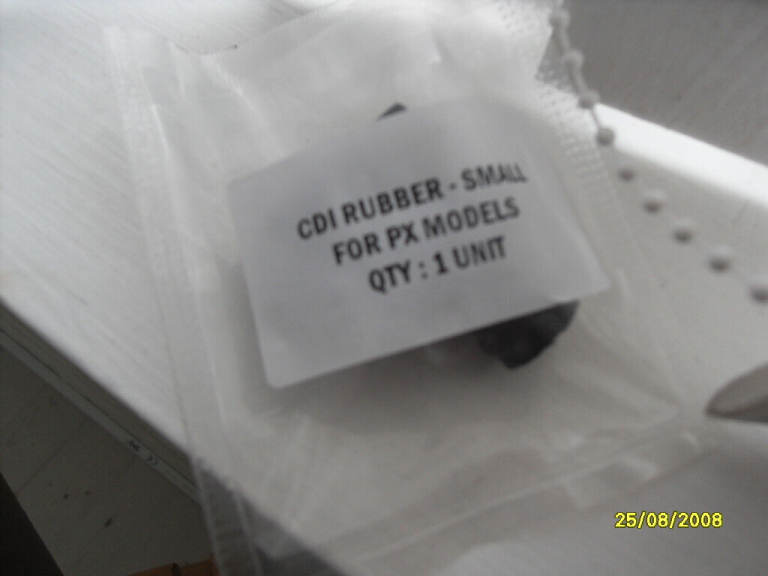 CDI RUBBER - SMALL
FOR PX MODELS
QTY : 1 UNIT
25/08/2008